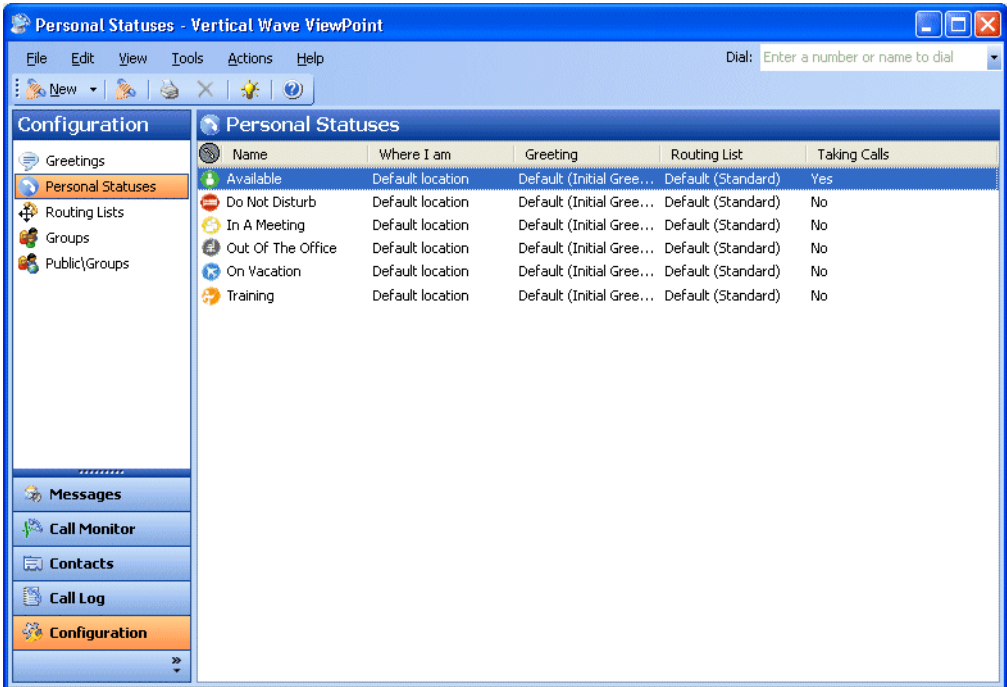 Personal Statuses - Vertical Wave ViewPoint
File Edit View Tools Actions Help Dial: Enter a number or name to dial
New
Configuration
Greetings
Personal Statuses
Routing Lists
Groups
Public\Groups
Messages
Call Monitor
Contacts
Call Log
Configuration
Personal Statuses
Name Where I am Greeting Routing List Taking Calls
Available Default location Default (Initial Gree... Default (Standard) Yes
Do Not Disturb Default location Default (Initial Gree... Default (Standard) No
In A Meeting Default location Default (Initial Gree... Default (Standard) No
Out Of The Office Default location Default (Initial Gree... Default (Standard) No
On Vacation Default location Default (Initial Gree... Default (Standard) No
Training Default location Default (Initial Gree... Default (Standard) No